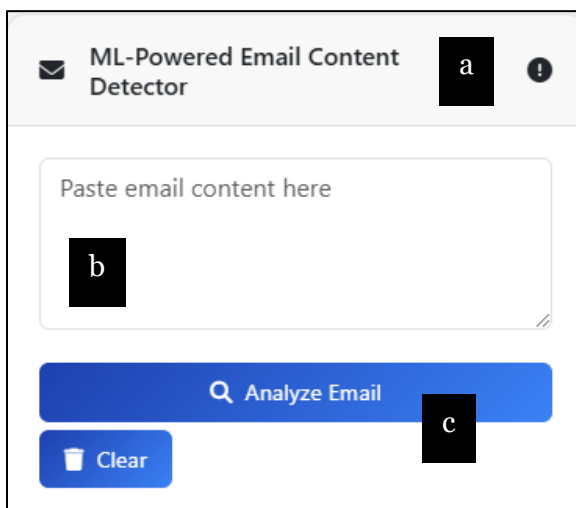 ML-Powered Email Content
Detector
a
Paste email content here
b
Analyze Email
c
Clear